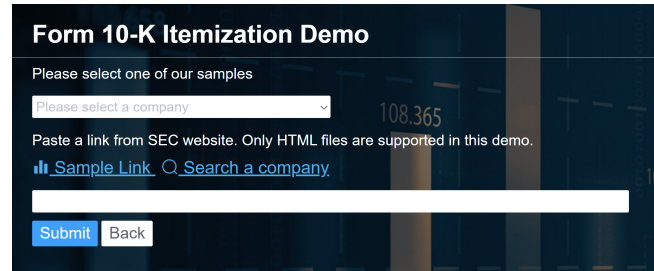 Form 10-K Itemization Demo
Please select one of our samples
Please select a company
108.365
Paste a link from SEC website. Only HTML files are supported in this demo.
Sample Link Search a company
Submit Back